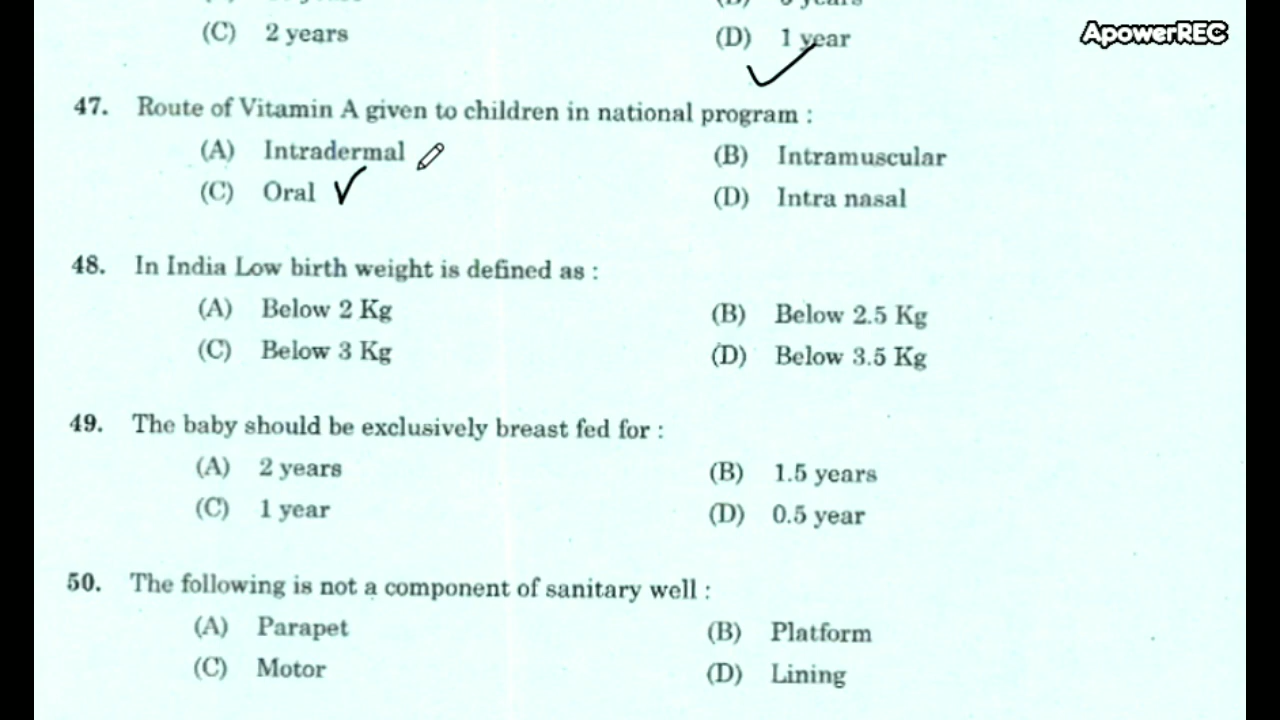 (C) 2 years (D) 1 year
ApowerREC
47. Route of Vitamin A given to children in national program :
(A) Intradermal (B) Intramuscular
(C) Oral (D) Intra nasal
48. In India Low birth weight is defined as :
(A) Below 2 Kg (B) Below 2.5 Kg
(C) Below 3 Kg (D) Below 3.5 Kg
49. The baby should be exclusively breast fed for :
(A) 2 years (B) 1.5 years
(C) 1 year (D) 0.5 year
50. The following is not a component of sanitary well :
(A) Parapet (B) Platform
(C) Motor (D) Lining